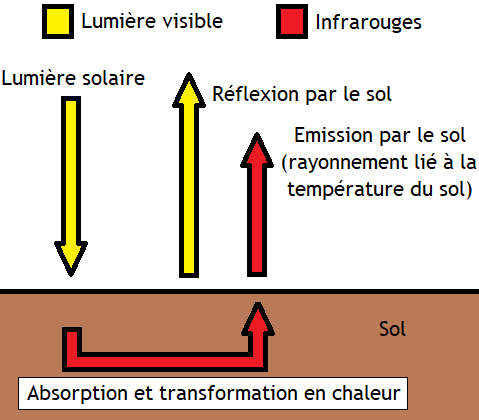 Lumière visible
Infrarouges
Lumière solaire
Réflexion par le sol
Emission par le sol
(rayonnement lié à la
température du sol)
Sol
Absorption et transformation en chaleur